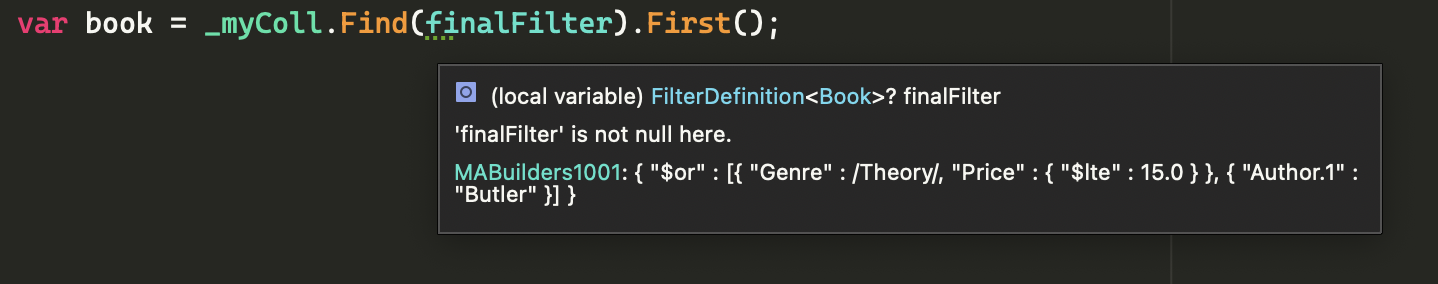 var book = _myColl.Find(finalFilter).First();
(local variable) FilterDefinition<Book>? finalFilter
'finalFilter' is not null here.
MABuilders1001: { "$or" : [{ "Genre" : /Theory/, "Price" : { "$lte" : 15.0 } }, { "Author.1" :
"Butler" }] }